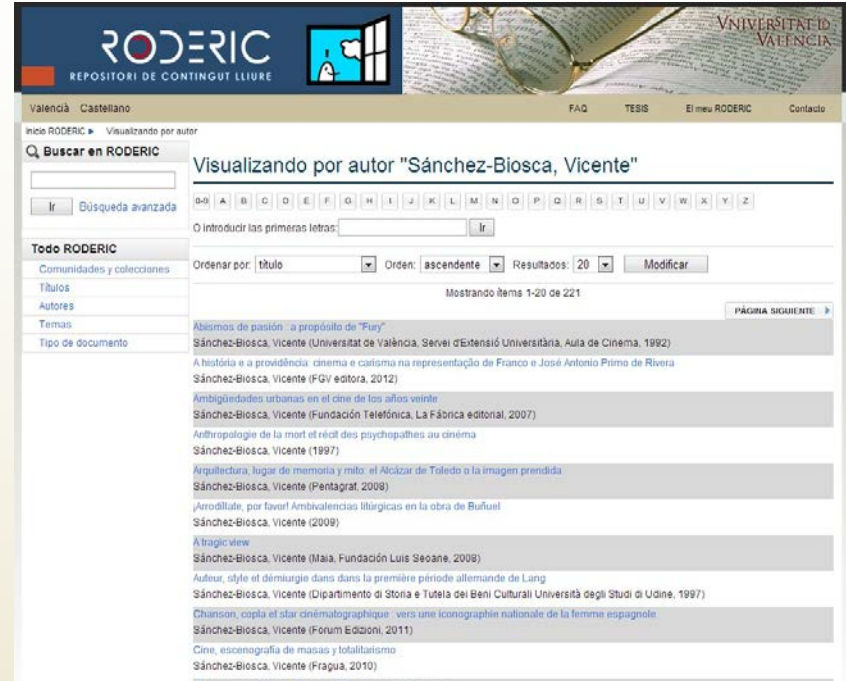 RODERIC
REPOSITORI DE CONTINGUT LLIURE
VNIVERSITAT ID VALÈNCIA
Valencià Castellano FAQ TESIS El meu RODERIC Contacto
Inicio RODERIC Visualizando por autor
Buscar en RODERIC
Ir Búsqueda avanzada
Todo RODERIC
Comunidades y colecciones
Títulos
Autores
Temas
Tipo de documento
Visualizando por autor "Sánchez-Biosca, Vicente"
0-9 A B C D E F G H I J K L M N O P Q R S T U V W X Y Z
O introducir las primeras letras: Ir
Ordenar por: título Orden: ascendente Resultados: 20 Modificar
Mostrando ítems 1-20 de 221
PÁGINA SIGUIENTE
Abismos de pasión : a propósito de "Fury"
Sánchez-Biosca, Vicente (Universitat de València, Servei d'Extensió Universitària, Aula de Cinema, 1992)
A história e a providência: cinema e carisma na representação de Franco e José Antonio Primo de Rivera
Sánchez-Biosca, Vicente (FGV editora, 2012)
Ambigüedades urbanas en el cine de los años veinte
Sánchez-Biosca, Vicente (Fundación Telefónica, La Fábrica editorial, 2007)
Anthropologie de la mort et récit des psychopathes au cinéma
Sánchez-Biosca, Vicente (1997)
Arquitectura, lugar de memoria y mito: el Alcázar de Toledo o la imagen prendida
Sánchez-Biosca, Vicente (Pentagraf, 2008)
¡Arrodíllate, por favor! Ambivalencias litúrgicas en la obra de Buñuel
Sánchez-Biosca, Vicente (2009)
A tragic view
Sánchez-Biosca, Vicente (Maia, Fundación Luis Seoane, 2008)
Auteur, style et démiurgie dans dans la première période allemande de Lang
Sánchez-Biosca, Vicente (Dipartimento di Storia e Tutela dei Beni Culturali Università degli Studi di Udine, 1997)
Chanson, copla et star cinématographique : vers une iconographie nationale de la femme espagnole
Sánchez-Biosca, Vicente (Forum Edizioni, 2011)
Cine, escenografía de masas y totalitarismo
Sánchez-Biosca, Vicente (Fragua, 2010)